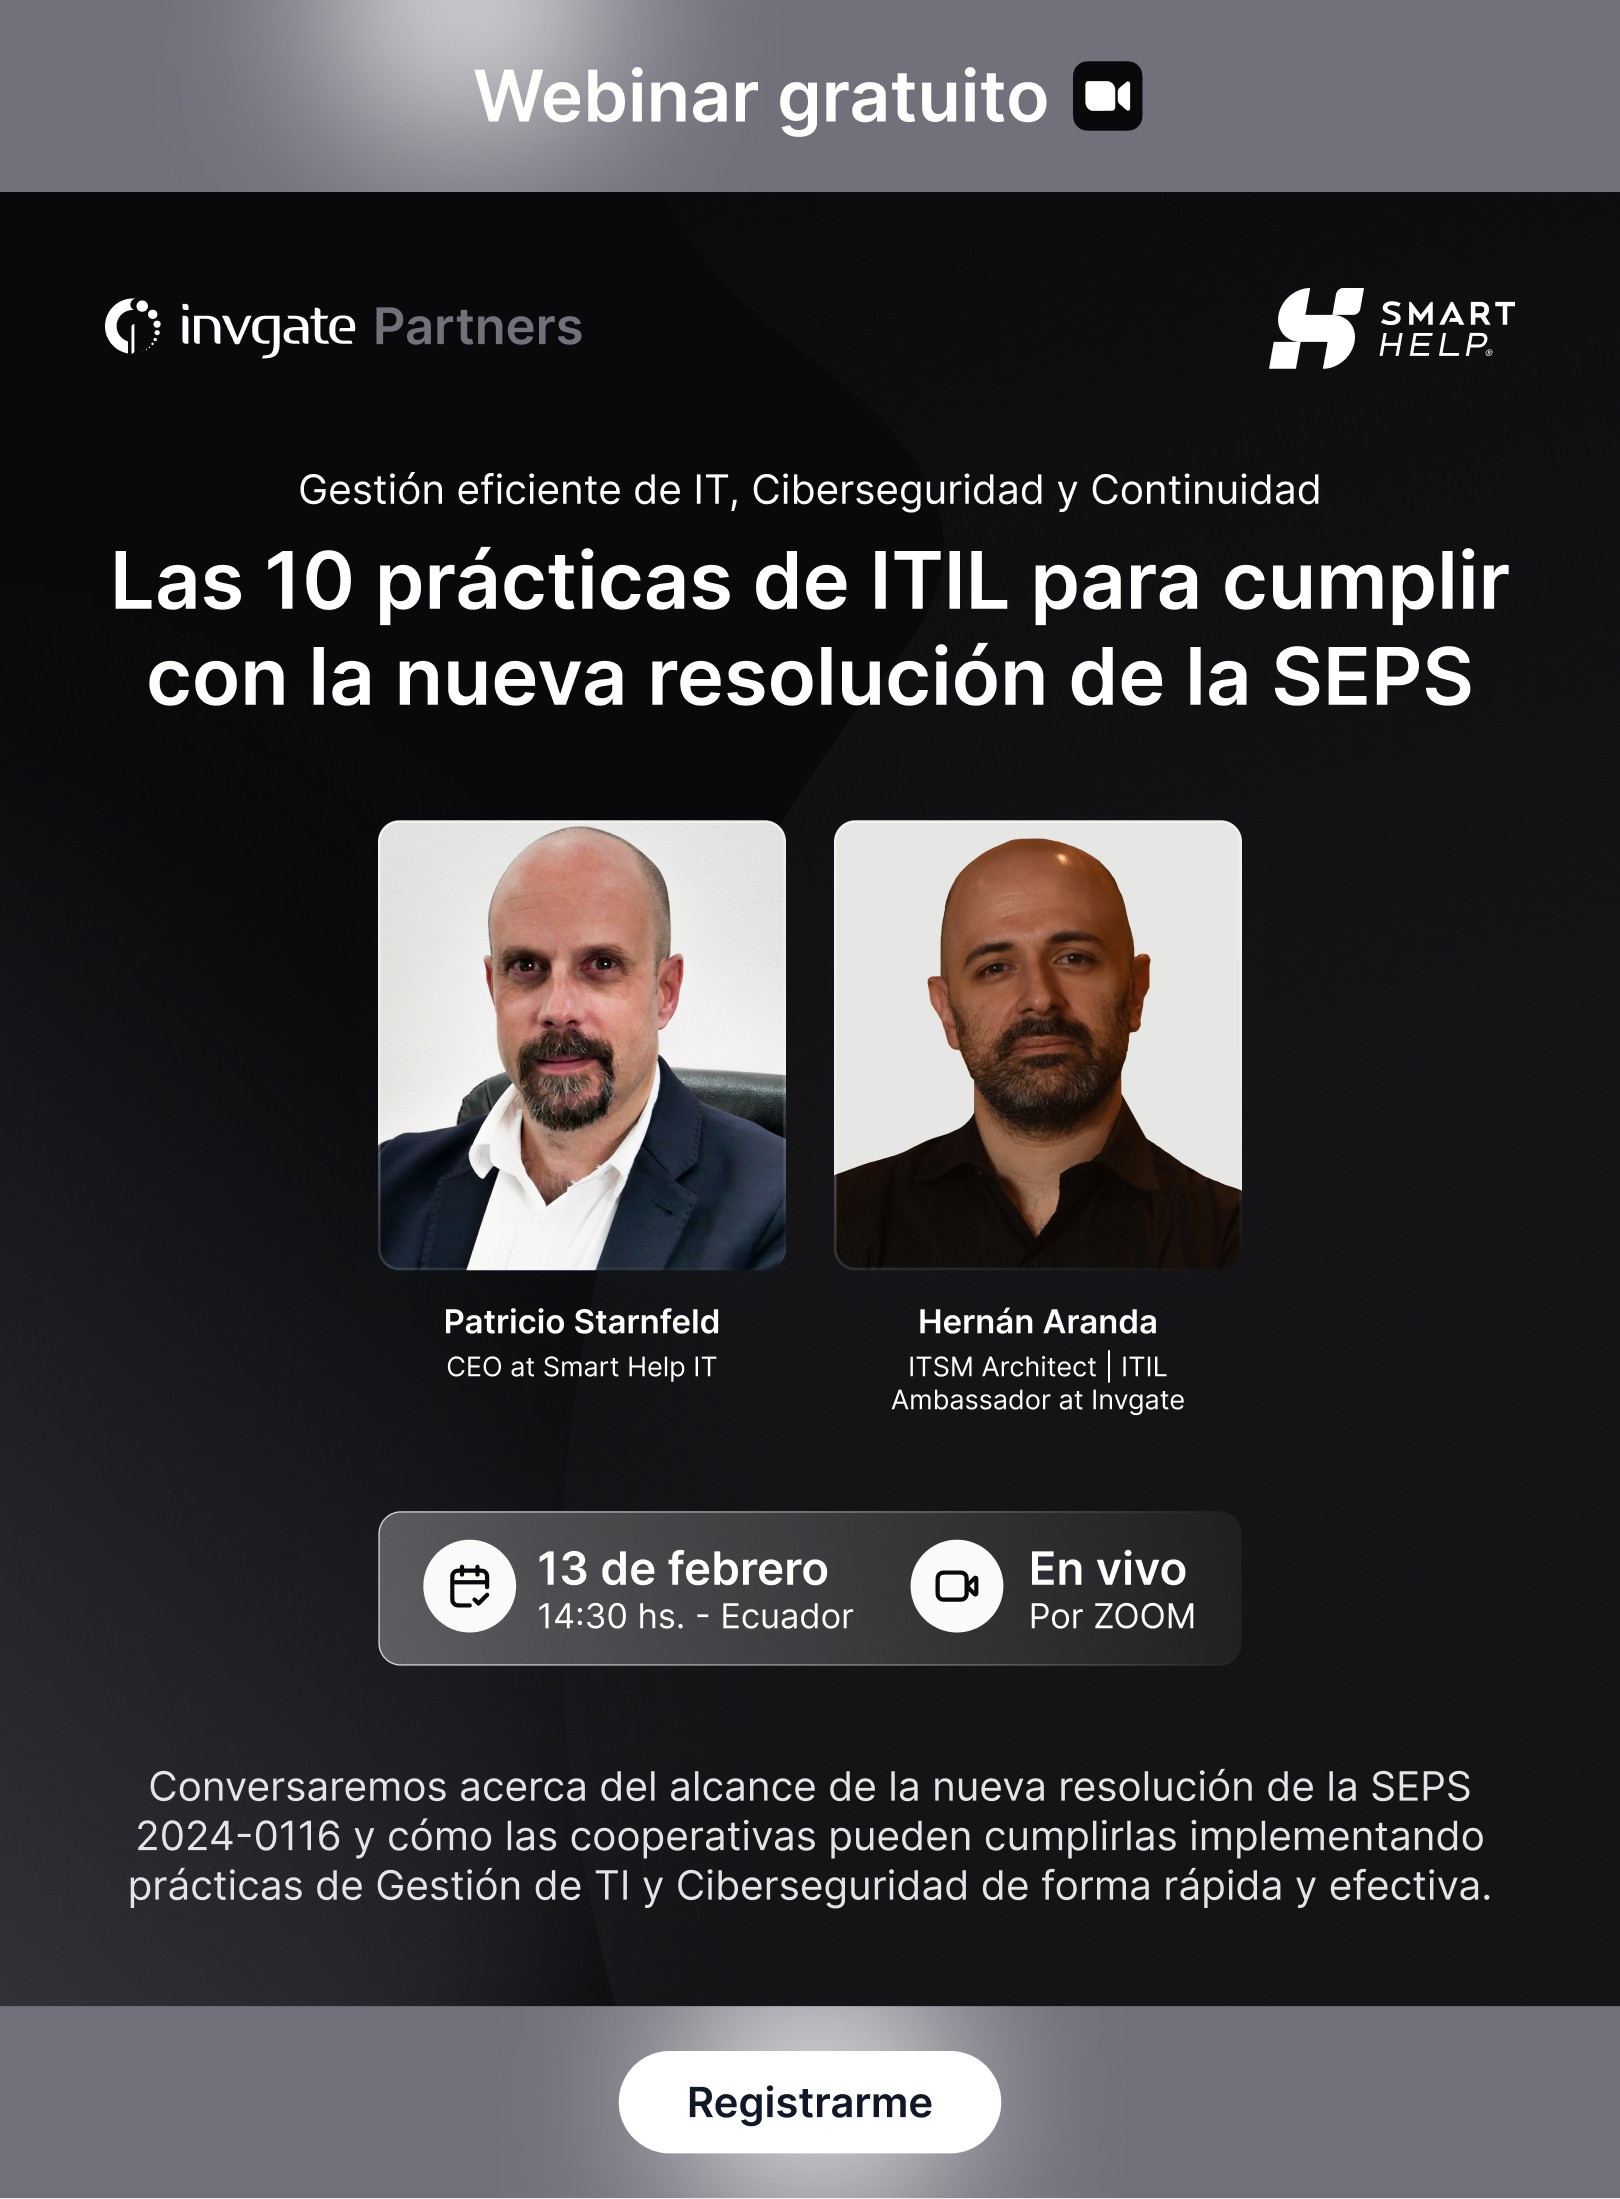 Webinar gratuito
invgate Partners
SMART
HELP®
Gestión eficiente de IT, Ciberseguridad y Continuidad
Las 10 prácticas de ITIL para cumplir
con la nueva resolución de la SEPS
Patricio Starnfeld
CEO at Smart Help IT
Hernán Aranda
ITSM Architect | ITIL
Ambassador at Invgate
13 de febrero
14:30 hs. - Ecuador
En vivo
Por ZOOM
Conversaremos acerca del alcance de la nueva resolución de la SEPS
2024-0116 y cómo las cooperativas pueden cumplirlas implementando
prácticas de Gestión de TI y Ciberseguridad de forma rápida y efectiva.
Registrarme